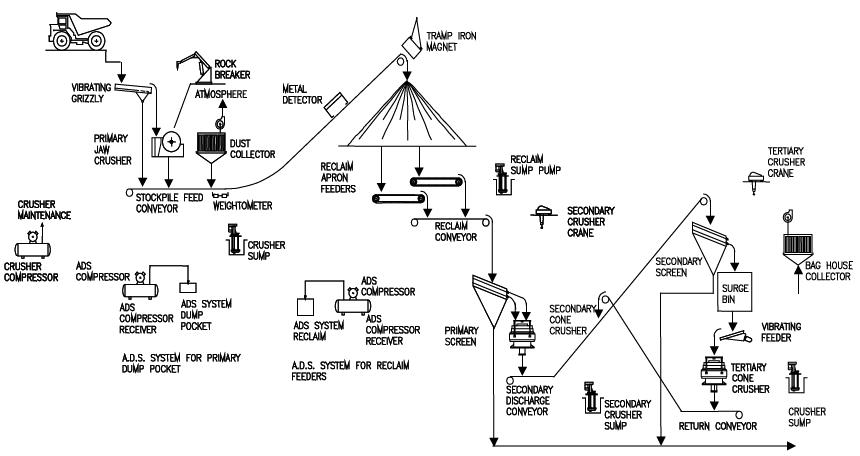 TRAMP IRON
MAGNET
ROCK
BREAKER
VIBRATING
GRIZZLY
ATMOSPHERE
METAL
DETECTOR
PRIMARY
JAW
CRUSHER
DUST
COLLECTOR
RECLAIM
APRON
FEEDERS
RECLAIM
SUMP PUMP
TERTIARY
CRUSHER
CRANE
STOCKPILE FEED
CONVEYOR
WEIGHTOMETER
CRUSHER
MAINTENANCE
SECONDARY
CRUSHER
CRANE
RECLAIM
CONVEYOR
CRUSHER
SUMP
CRUSHER
COMPRESSOR
ADS
COMPRESSOR
SECONDARY
SCREEN
BAG HOUSE
COLLECTOR
SURGE
BIN
ADS
COMPRESSOR
RECEIVER
ADS SYSTEM
DUMP
POCKET
ADS
COMPRESSOR
ADS SYSTEM
RECLAIM
ADS
COMPRESSOR
RECEIVER
PRIMARY
SCREEN
SECONDARY
CONE
CRUSHER
VIBRATING
FEEDER
A.D.S. SYSTEM FOR PRIMARY
DUMP POCKET
A.D.S. SYSTEM FOR RECLAIM
FEEDERS
TERTIARY
CONE
CRUSHER
SECONDARY
DISCHARGE
CONVEYOR
SECONDARY
CRUSHER
SUMP
RETURN CONVEYOR
CRUSHER
SUMP